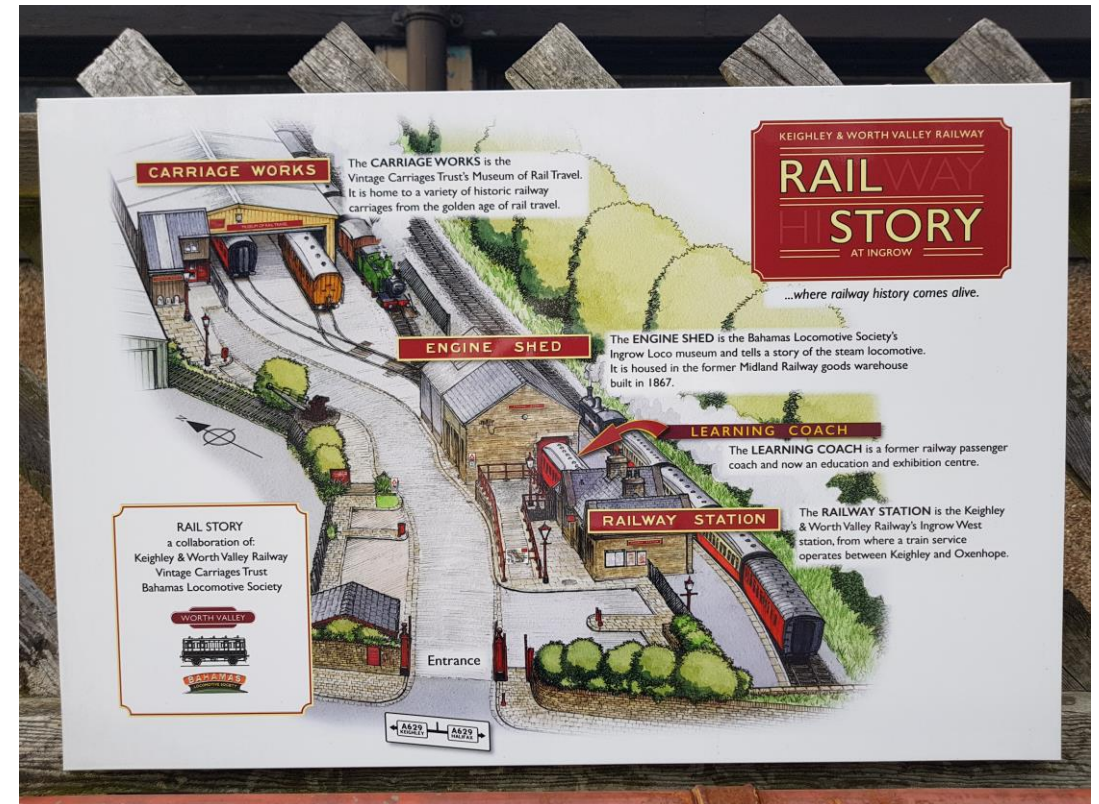 KEIGHLEY & WORTH VALLEY RAILWAY
RAILWAY
HISTORY
AT INGROW
...where railway history comes alive.
CARRIAGE WORKS
The CARRIAGE WORKS is the
Vintage Carriages Trust's Museum of Rail Travel.
It is home to a variety of historic railway
carriages from the golden age of rail travel.
MUSEUM OF RAIL TRAVEL
ENGINE SHED
The ENGINE SHED is the Bahamas Locomotive Society's
Ingrow Loco museum and tells a story of the steam locomotive.
It is housed in the former Midland Railway goods warehouse
built in 1867.
LEARNING COACH
The LEARNING COACH is a former railway passenger
coach and now an education and exhibition centre.
RAILWAY STATION
The RAILWAY STATION is the Keighley
& Worth Valley Railway's Ingrow West
station, from where a train service
operates between Keighley and Oxenhope.
RAIL STORY
a collaboration of:
Keighley & Worth Valley Railway
Vintage Carriages Trust
Bahamas Locomotive Society
WORTH VALLEY
BAHAMAS
LOCOMOTIVE SOCIETY
Entrance
A629
KEIGHLEY
A629
HALIFAX